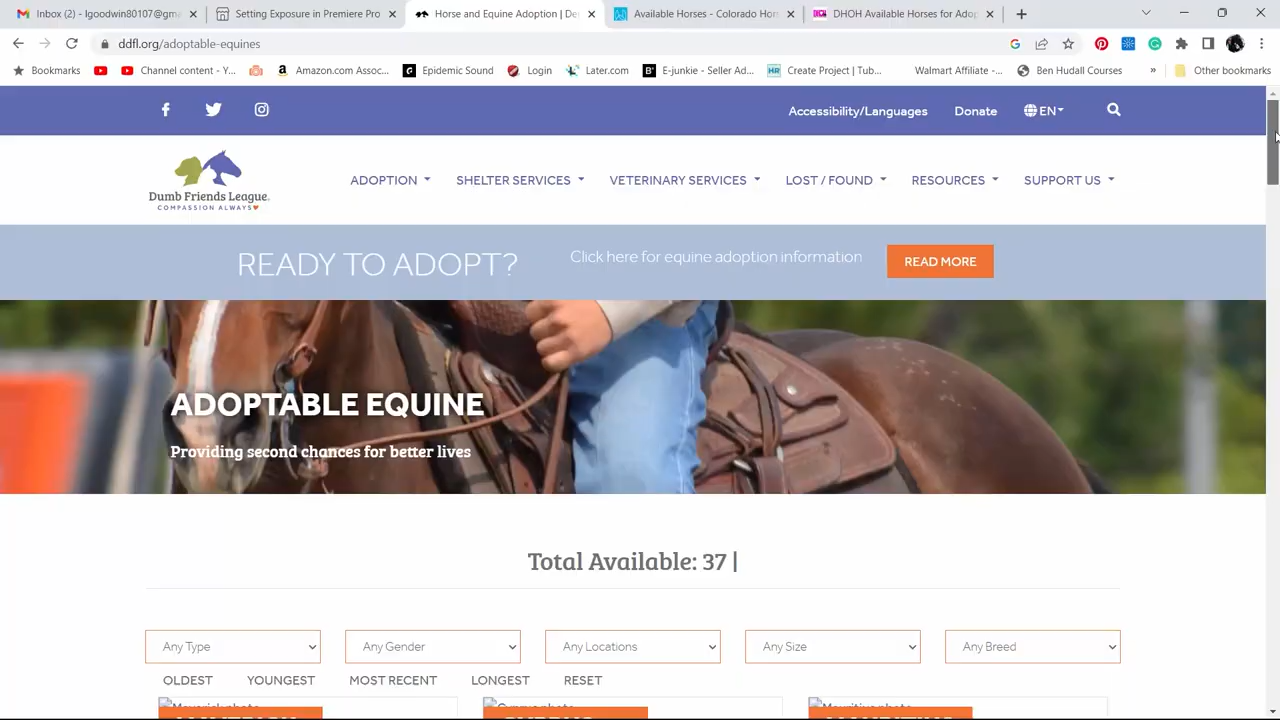 Inbox (2) - lgoodwin80107@gm
Setting Exposure in Premiere Pro
Horse and Equine Adoption | De
Available Horses - Colorado Hor
DHOH Available Horses for Adop
ddfl.org/adoptable-equines
Bookmarks
Channel content - Y...
Amazon.com Assoc...
Epidemic Sound
Login
Later.com
E-junkie - Seller Ad...
Create Project | Tub...
Walmart Affiliate -...
Ben Hudall Courses
»
Other bookmarks
Accessibility/Languages
Donate
EN
Dumb Friends League
COMPASSION ALWAYS
ADOPTION
SHELTER SERVICES
VETERINARY SERVICES
LOST / FOUND
RESOURCES
SUPPORT US
READY TO ADOPT?
Click here for equine adoption information
READ MORE
ADOPTABLE EQUINE
Providing second chances for better lives
Total Available: 37 |
Any Type
Any Gender
Any Locations
Any Size
Any Breed
OLDEST
YOUNGEST
MOST RECENT
LONGEST
RESET